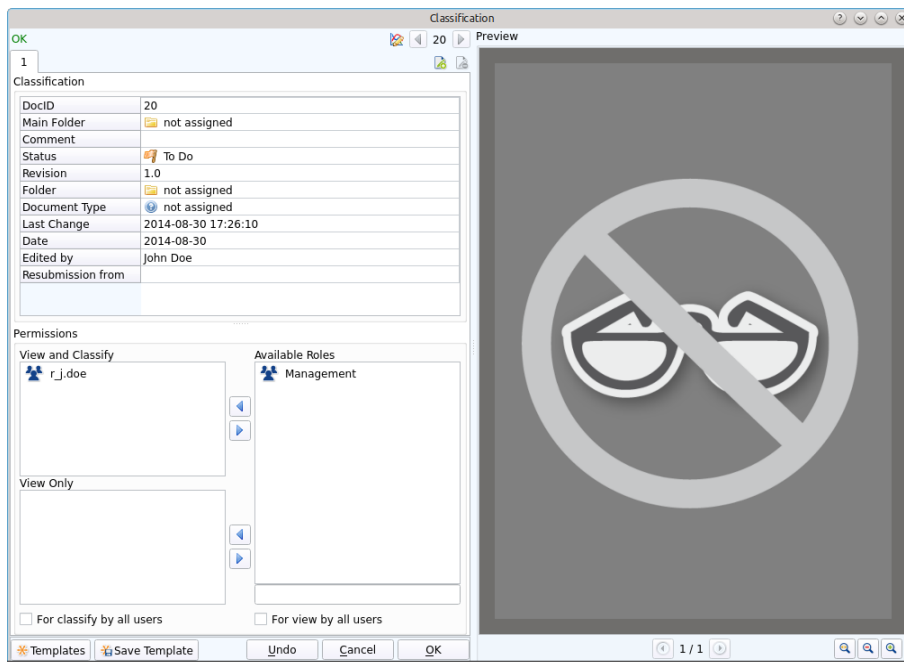 Classification
OK
20
Preview
1
Classification
DocID 20
Main Folder not assigned
Comment
Status To Do
Revision 1.0
Folder not assigned
Document Type not assigned
Last Change 2014-08-30 17:26:10
Date 2014-08-30
Edited by John Doe
Resubmission from
Permissions
View and Classify
r_j.doe
Available Roles
Management
View Only
For classify by all users
For view by all users
Templates
Save Template
Undo
Cancel
OK
1 / 1